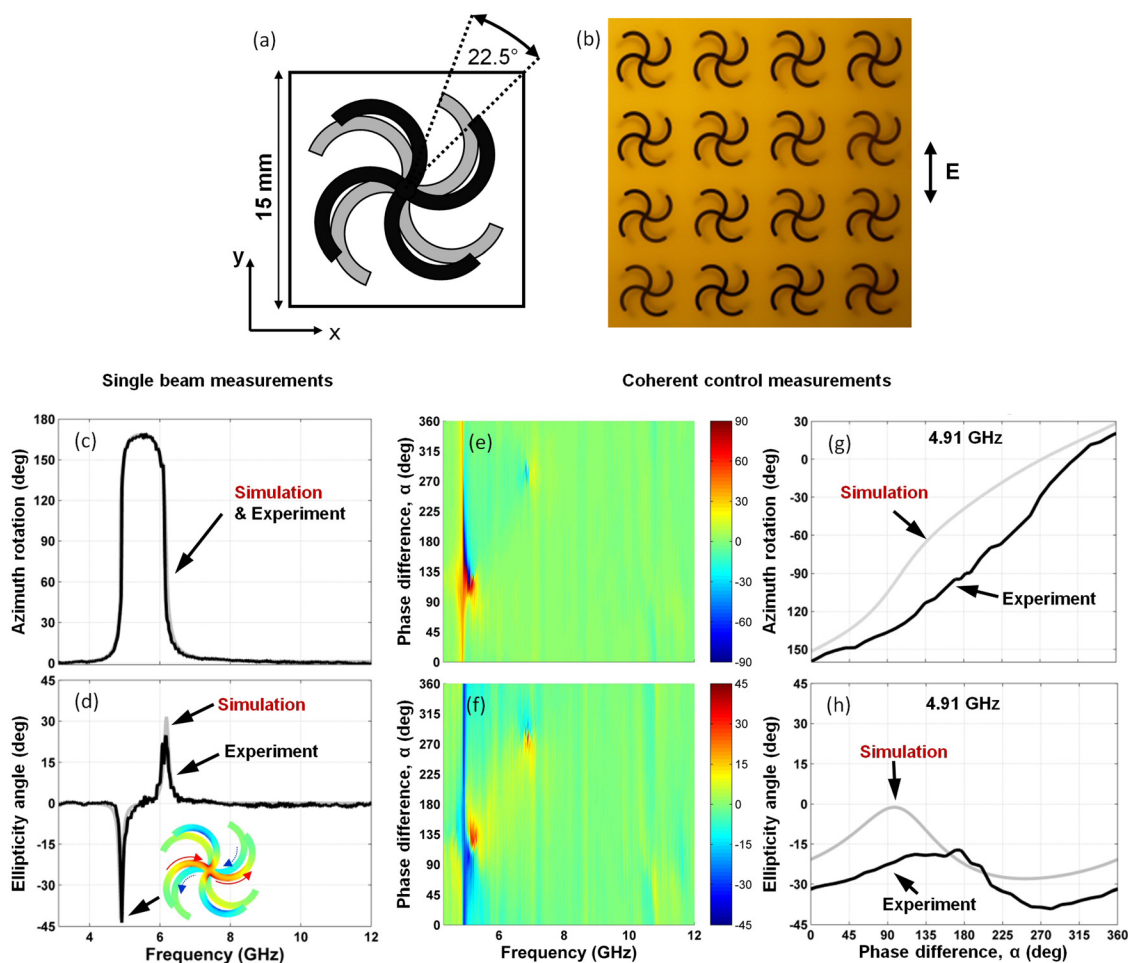 (a)
22.5°
15 mm
y
x
(b)
E
Single beam measurements
Coherent control measurements
(c)
Azimuth rotation (deg)
180
150
120
90
60
30
0
Simulation
& Experiment
(d)
Ellipticity angle (deg)
45
30
15
0
-15
-30
-45
Simulation
Experiment
4
6
8
10
12
Frequency (GHz)
(e)
Phase difference, α (deg)
360
315
270
225
180
135
90
45
0
90
60
30
0
-30
-60
-90
(f)
Phase difference, α (deg)
360
315
270
225
180
135
90
45
0
45
30
15
0
-15
-30
-45
6
8
10
12
Frequency (GHz)
(g)
4.91 GHz
Azimuth rotation (deg)
30
0
-30
-60
-90
120
150
Simulation
Experiment
(h)
4.91 GHz
Ellipticity angle (deg)
45
30
15
0
-15
-30
-45
Simulation
Experiment
0
45
90
135
180
225
270
315
360
Phase difference, α (deg)